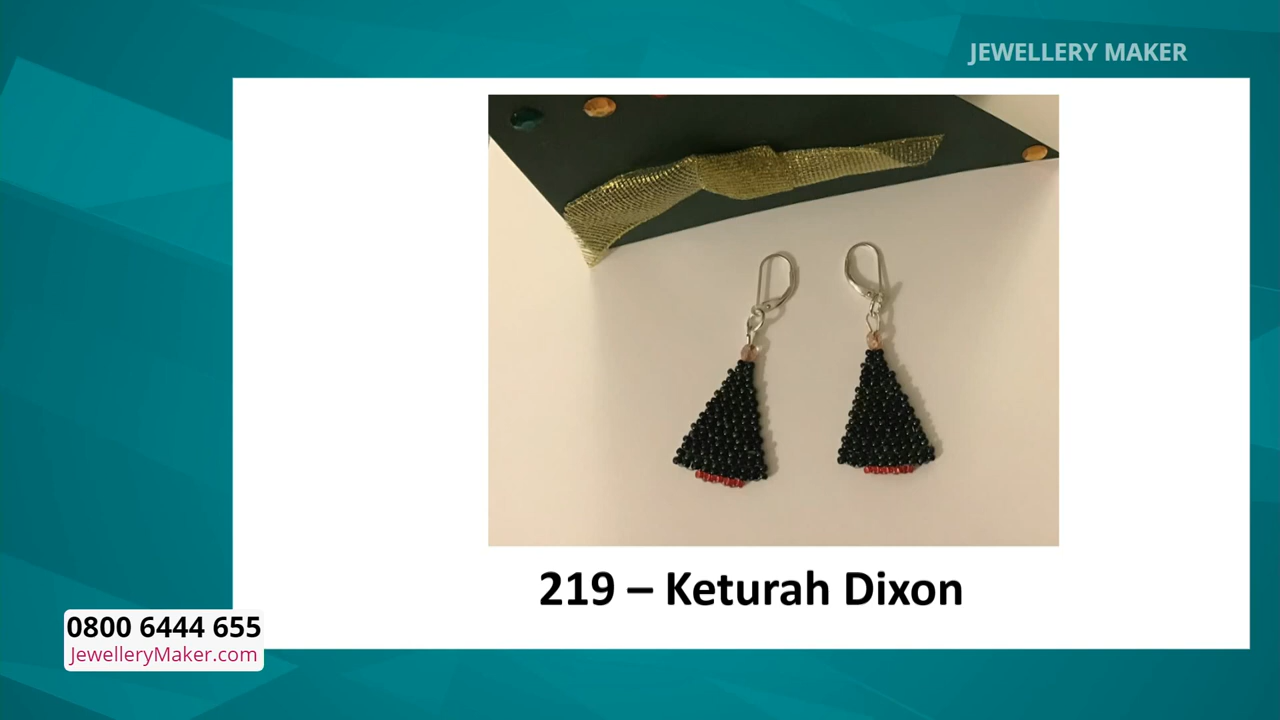 JEWELLERY MAKER
219 – Keturah Dixon
0800 6444 655
JewelleryMaker.com